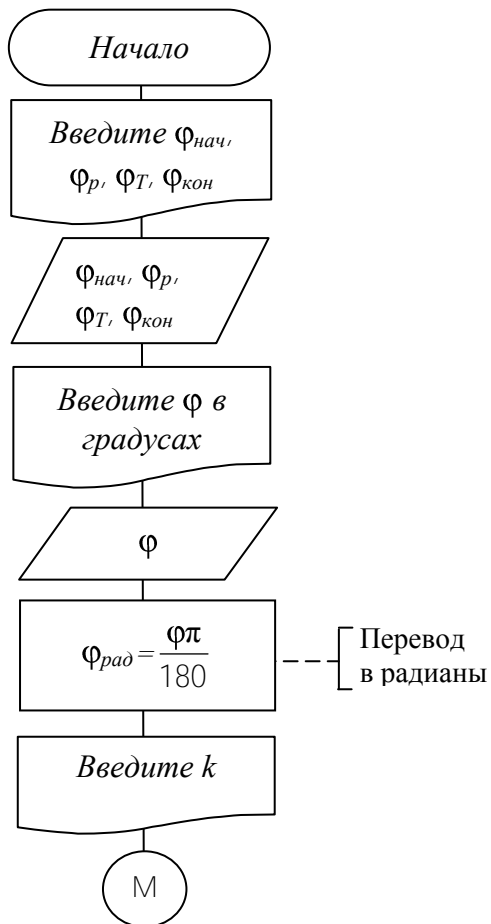 Начало
Введите φнач,
φр, φТ, φкон
φнач, φр,
φТ, φкон
Введите φ в
градусах
φ
φрад = φπ/180
Перевод
в радианы
Введите k
М